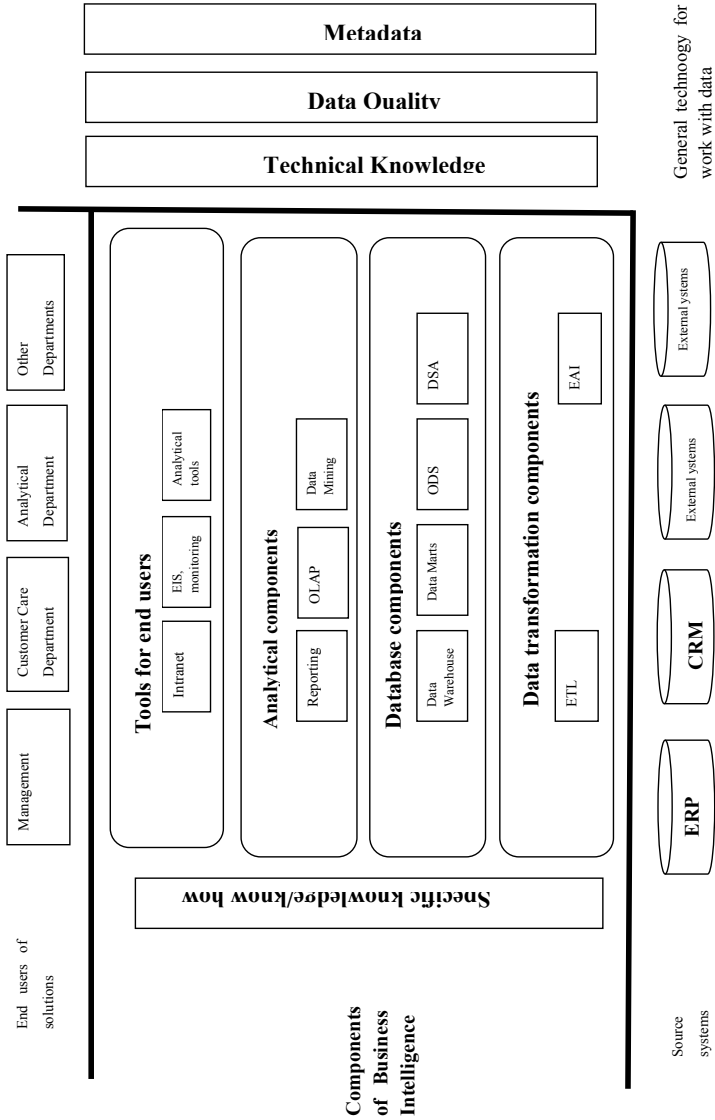 End users of
solutions
Management
Customer Care
Department
Analytical
Department
Other
Departments
Components
of Business
Intelligence
Specific knowledge/know how
Tools for end users
Intranet
EIS,
monitoring
Analytical
tools
Analytical components
Reporting
OLAP
Data
Mining
Database components
Data
Warehouse
Data Marts
ODS
DSA
Data transformation components
ETL
EAI
Technical Knowledge
Data Quality
Metadata
Source
systems
ERP
CRM
External ystems
External ystems
General technoogy for
work with data